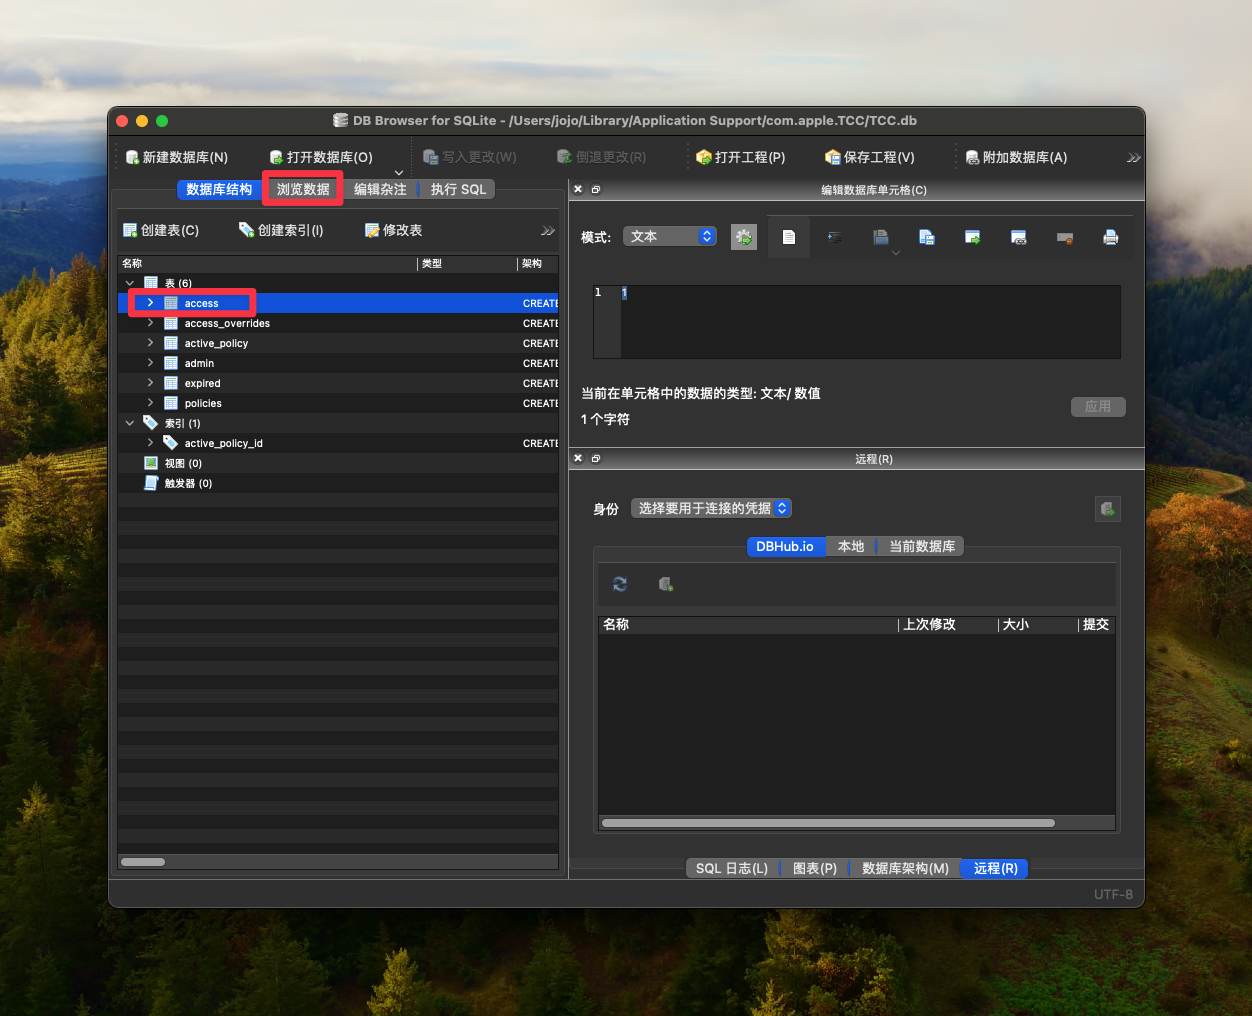 DB Browser for SQLite - /Users/jojo/Library/Application Support/com.apple.TCC/TCC.db
新建数据库(N) 打开数据库(O) 写入更改(W) 倒退更改(R) 打开工程(P) 保存工程(V) 附加数据库(A)
数据库结构 浏览数据 编辑杂注 执行 SQL
创建表(C) 创建索引(I) 修改表
名称 类型 架构
表 (6)
access CREATE
access_overrides CREATE
active_policy CREATE
admin CREATE
expired CREATE
policies CREATE
索引 (1)
active_policy_id CREATE
视图 (0)
触发器 (0)
编辑数据库单元格(C)
模式: 文本
1 1
当前在单元格中的数据的类型: 文本/ 数值
1 个字符
应用
远程(R)
身份 选择要用于连接的凭据
DBHub.io 本地 当前数据库
名称 上次修改 大小 提交
SQL 日志(L) 图表(P) 数据库架构(M) 远程(R)
UTF-8